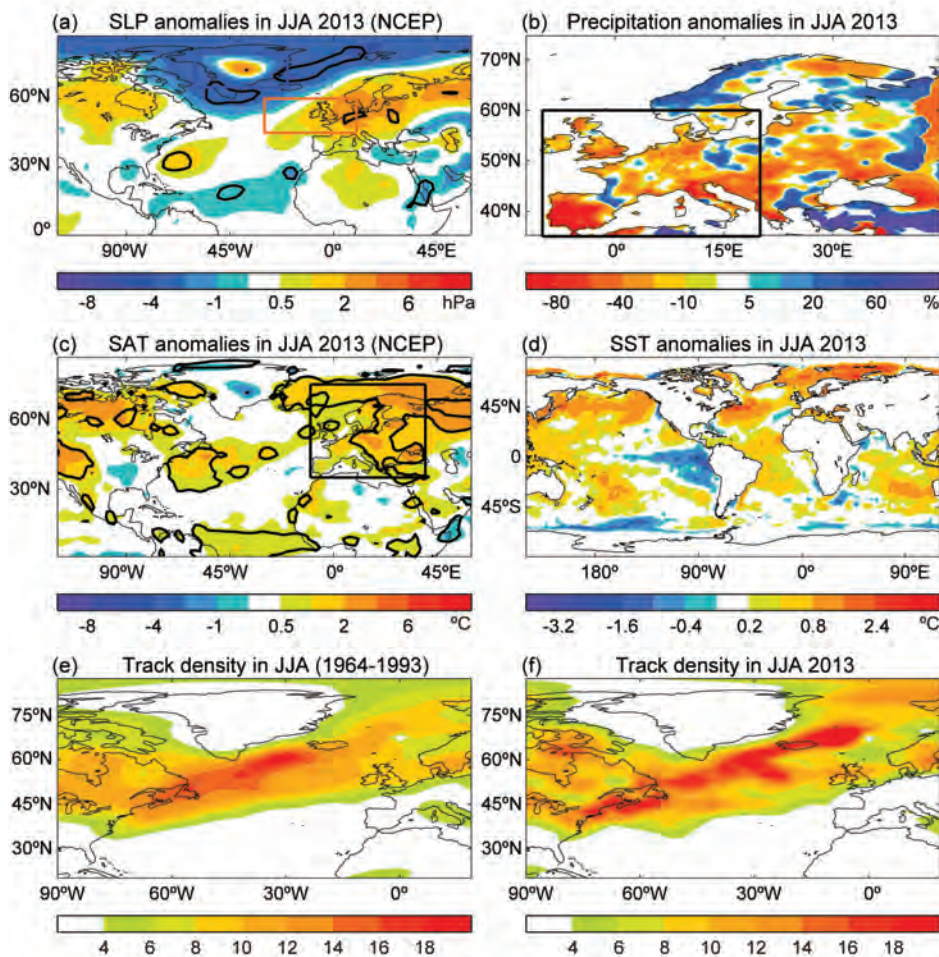 (a) SLP anomalies in JJA 2013 (NCEP)
60ºN
30ºN
0º
90ºW 45ºW 0º 45ºE
-8 -4 -1 0.5 2 6 hPa
(b) Precipitation anomalies in JJA 2013
70ºN
60ºN
50ºN
40ºN
0º 15ºE 30ºE
-80 -40 -10 5 20 60 %
(c) SAT anomalies in JJA 2013 (NCEP)
60ºN
30ºN
90ºW 45ºW 0º 45ºE
-8 -4 -1 0.5 2 6 ºC
(d) SST anomalies in JJA 2013
45ºN
0
45ºS
180º 90ºW 0º 90ºE
-3.2 -1.6 -0.4 0.2 0.8 2.4 ºC
(e) Track density in JJA (1964-1993)
75ºN
60ºN
45ºN
30ºN
90ºW 60ºW 30ºW 0º
4 6 8 10 12 14 16 18
(f) Track density in JJA 2013
75ºN
60ºN
45ºN
30ºN
90ºW 60ºW 30ºW 0º
4 6 8 10 12 14 16 18